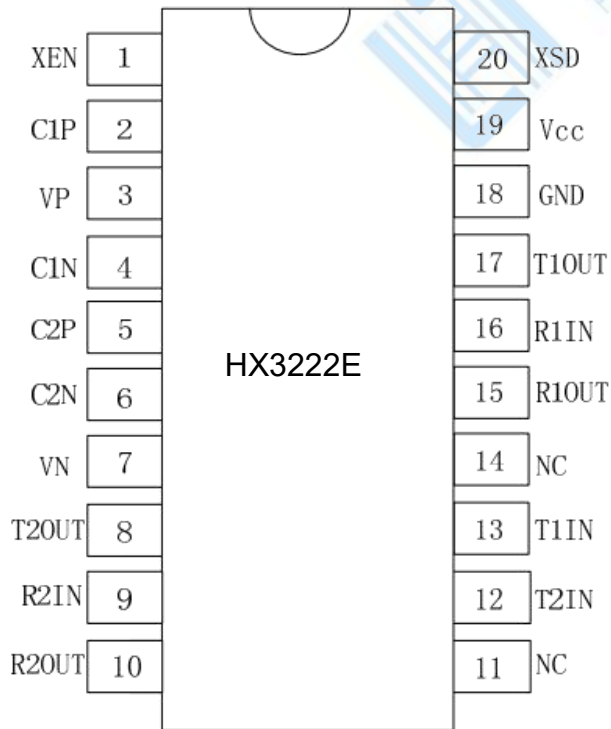 XEN 1 20 XSD
C1P 2 19 Vcc
VP 3 18 GND
C1N 4 17 T1OUT
C2P 5 16 R1IN
HX3222E
C2N 6 15 R1OUT
VN 7 14 NC
T2OUT 8 13 T1IN
R2IN 9 12 T2IN
R2OUT 10 11 NC